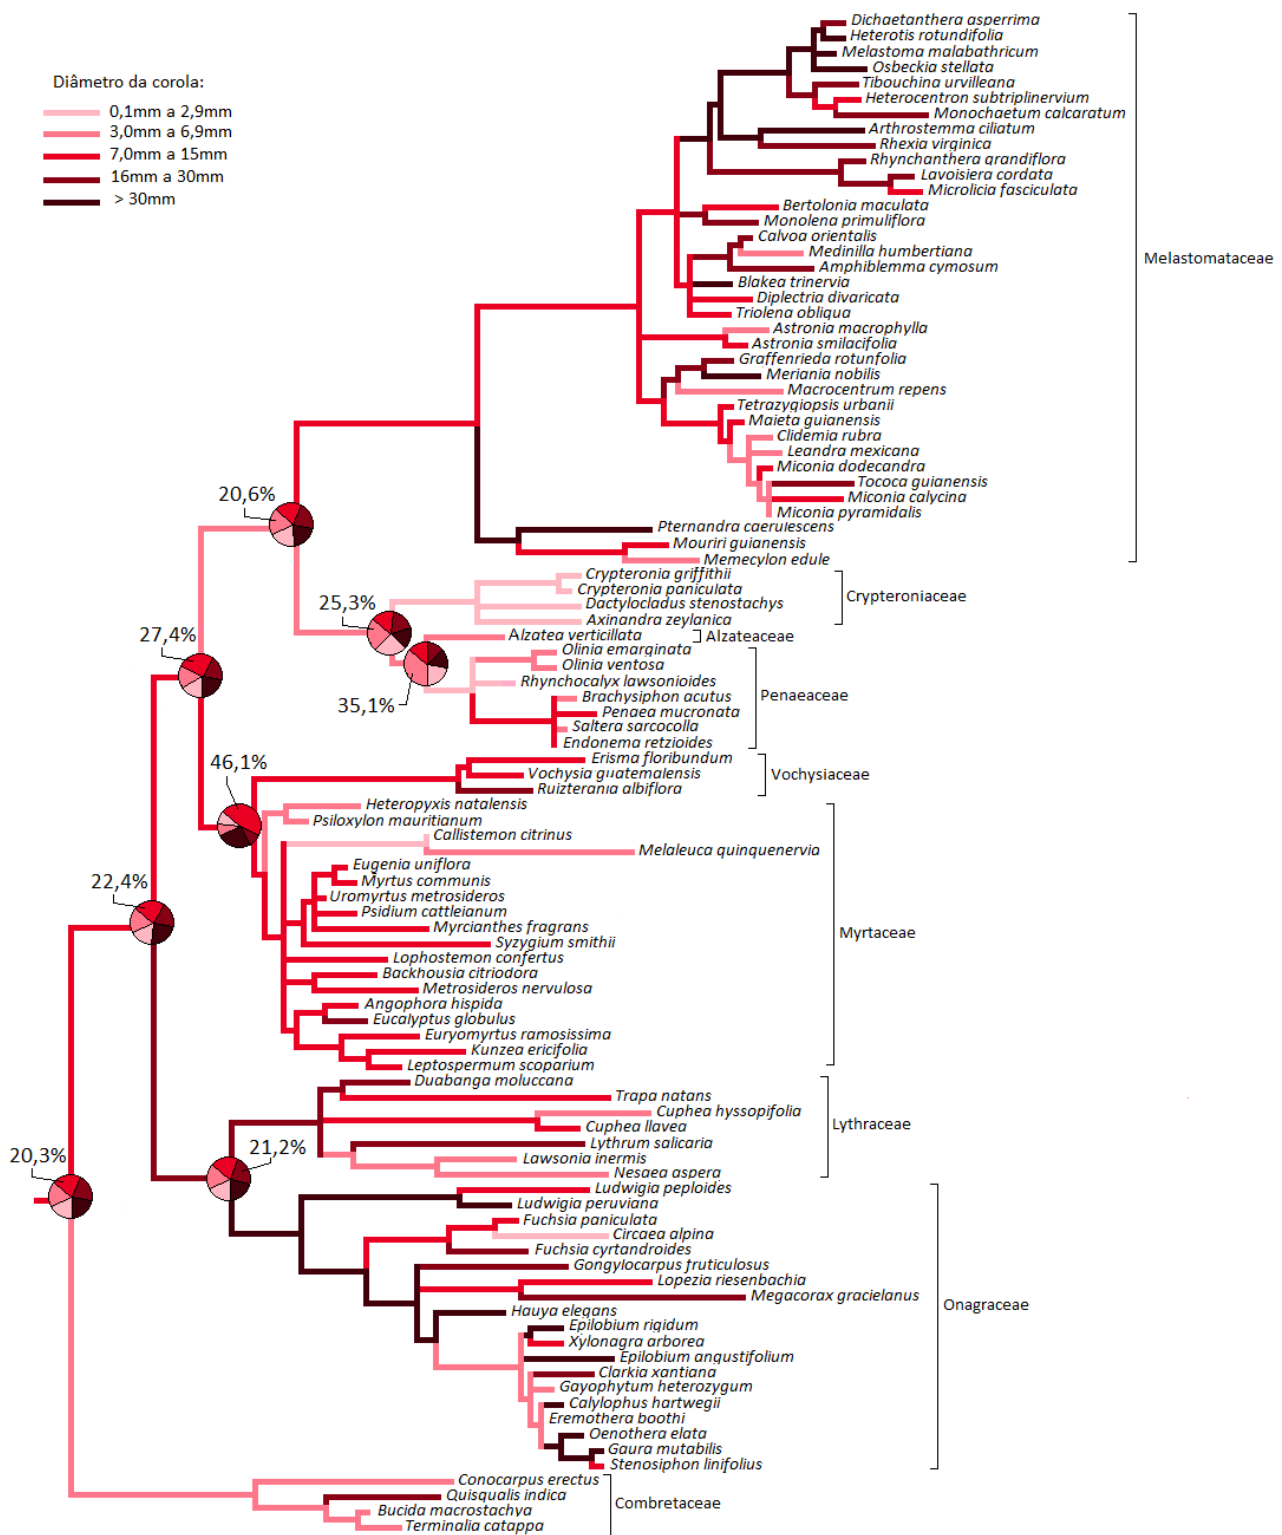 Diâmetro da corola:
0,1mm a 2,9mm
3,0mm a 6,9mm
7,0mm a 15mm
16mm a 30mm
> 30mm
Dichaetanthera asperrima
Heterotis rotundifolia
Melastoma malabathricum
Osbeckia stellata
Tibouchina urvilleana
Heterocentron subtriplinervium
Monochaetum calcaratum
Arthrostemma ciliatum
Rhexia virginica
Rhynchanthera grandiflora
Lavoisiera cordata
Microlicia fasciculata
Bertolonia maculata
Monolena primuliflora
Calvoa orientalis
Medinilla humbertiana
Amphiblemma cymosum
Melastomataceae
Blakea trinervia
Diplectria divaricata
Triolena obliqua
Astronia macrophylla
Astronia smilacifolia
Graffenrieda rotunfolia
Meriania nobilis
Macrocentrum repens
Tetrazygiopsis urbanii
Maieta guianensis
Clidemia rubra
Leandra mexicana
Miconia dodecandra
Tococa guianensis
Miconia calycina
Miconia pyramidalis
20,6%
Pternandra caerulescens
Mouriri guianensis
Memecylon edule
Crypteronia griffithii
Crypteronia paniculata
Dactylocladus stenostachys
Axinandra zeylanica
Crypteroniaceae
25,3%
Alzatea verticillata
Alzateaceae
27,4%
Olinia emarginata
Olinia ventosa
Rhynchocalyx lawsonioides
Brachysiphon acutus
Penaea mucronata
Saltera sarcocolla
Endonema retzioides
Penaeaceae
35,1%
46,1%
Erisma floribundum
Vochysia guatemalensis
Ruizterania albiflora
Vochysiaceae
Heteropyxis natalensis
Psiloxylon mauritianum
Callistemon citrinus
Melaleuca quinquenervia
Eugenia uniflora
Myrtus communis
Uromyrtus metrosideros
Psidium cattleianum
Myrcianthes fragrans
Syzygium smithii
Lophostemon confertus
Backhousia citriodora
Metrosideros nervulosa
Angophora hispida
Eucalyptus globulus
Euryomyrtus ramosissima
Kunzea ericifolia
Leptospermum scoparium
Myrtaceae
22,4%
Duabanga moluccana
Trapa natans
Cuphea hyssopifolia
Cuphea llavea
Lythrum salicaria
Lawsonia inermis
Nesaea aspera
Lythraceae
21,2%
20,3%
Ludwigia peploides
Ludwigia peruviana
Fuchsia paniculata
Circaea alpina
Fuchsia cyrtandroides
Gongylocarpus fruticulosus
Lopezia riesenbachia
Megacorax gracielanus
Hauya elegans
Epilobium rigidum
Xylonagra arborea
Epilobium angustifolium
Clarkia xantiana
Gayophytum heterozygum
Calylophus hartwegii
Eremothera boothi
Oenothera elata
Gaura mutabilis
Stenosiphon linifolius
Onagraceae
Conocarpus erectus
Quisqualis indica
Bucida macrostachya
Terminalia catappa
Combretaceae